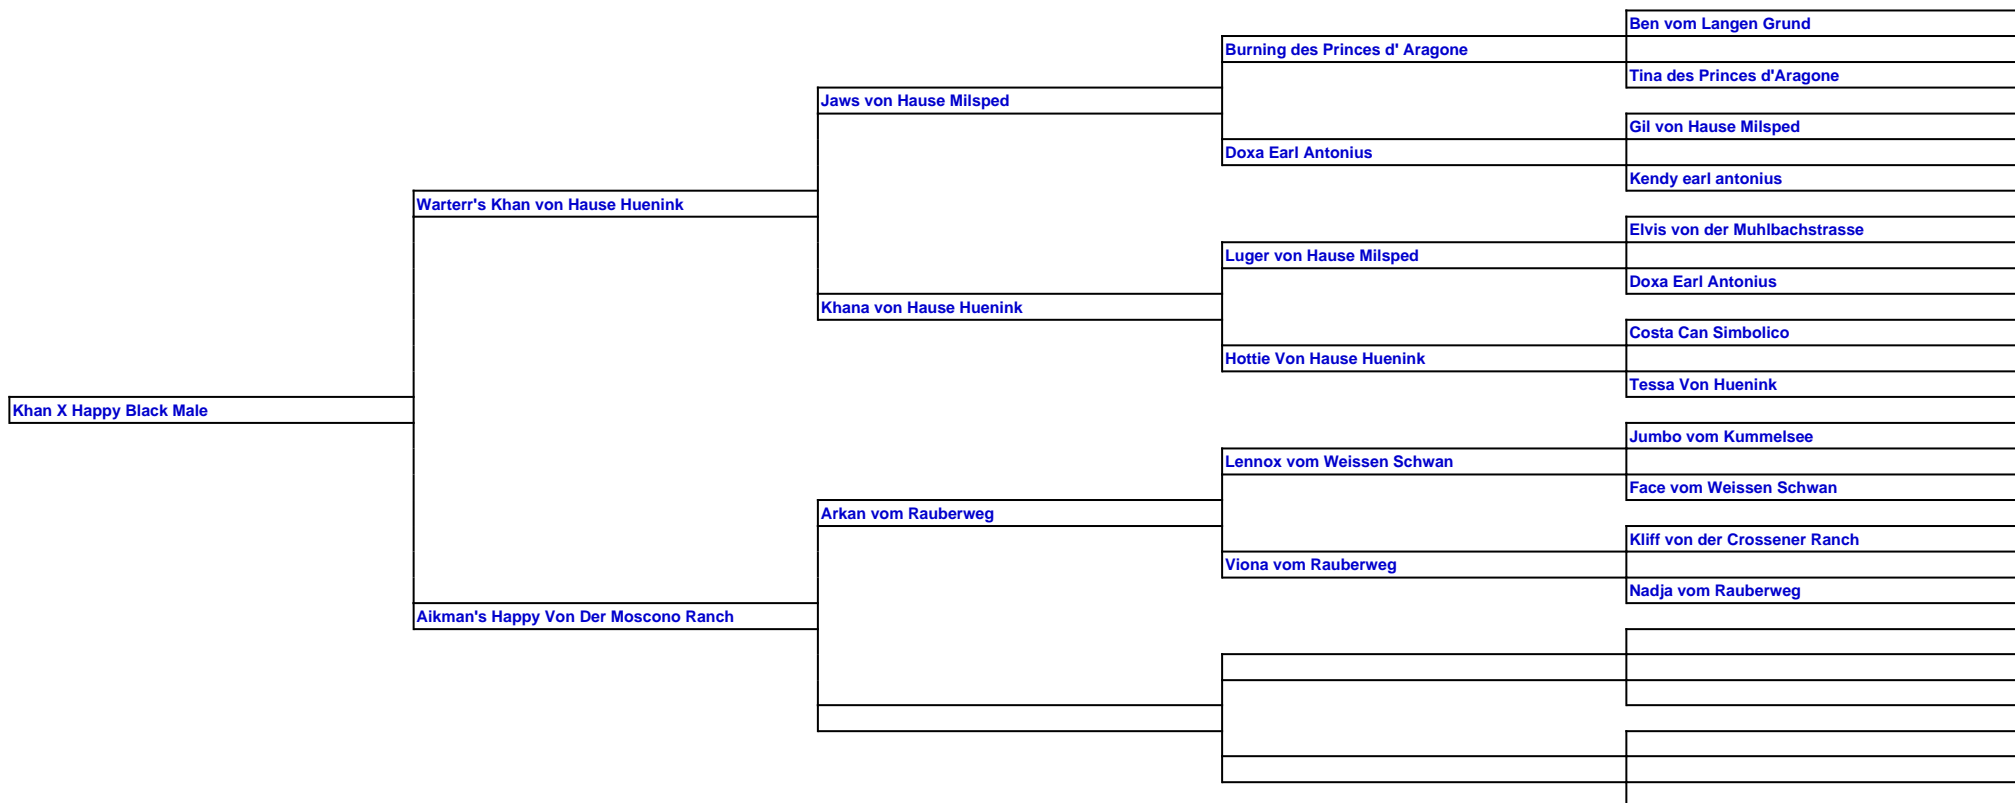 Ben vom Langen Grund
Burning des Princes d' Aragone
Tina des Princes d'Aragone
Jaws von Hause Milsped
Gil von Hause Milsped
Doxa Earl Antonius
Kendy earl antonius
Warterr's Khan von Hause Huenink
Elvis von der Muhlbachstrasse
Luger von Hause Milsped
Doxa Earl Antonius
Khana von Hause Huenink
Costa Can Simbolico
Hottie Von Hause Huenink
Tessa Von Huenink
Khan X Happy Black Male
Jumbo vom Kummelsee
Lennox vom Weissen Schwan
Face vom Weissen Schwan
Arkan vom Rauberweg
Kliff von der Crossener Ranch
Viona vom Rauberweg
Nadja vom Rauberweg
Aikman's Happy Von Der Moscono Ranch